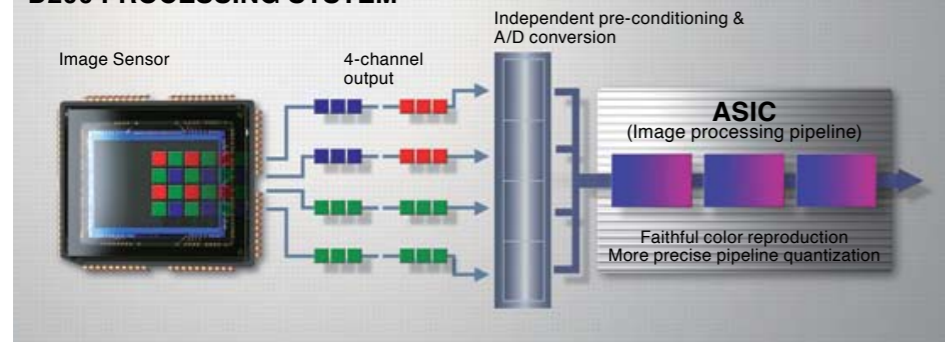 D200 PROCESSING SYSTEM
Independent pre-conditioning &
A/D conversion
Image Sensor
4-channel
output
ASIC
(Image processing pipeline)
Faithful color reproduction
More precise pipeline quantization